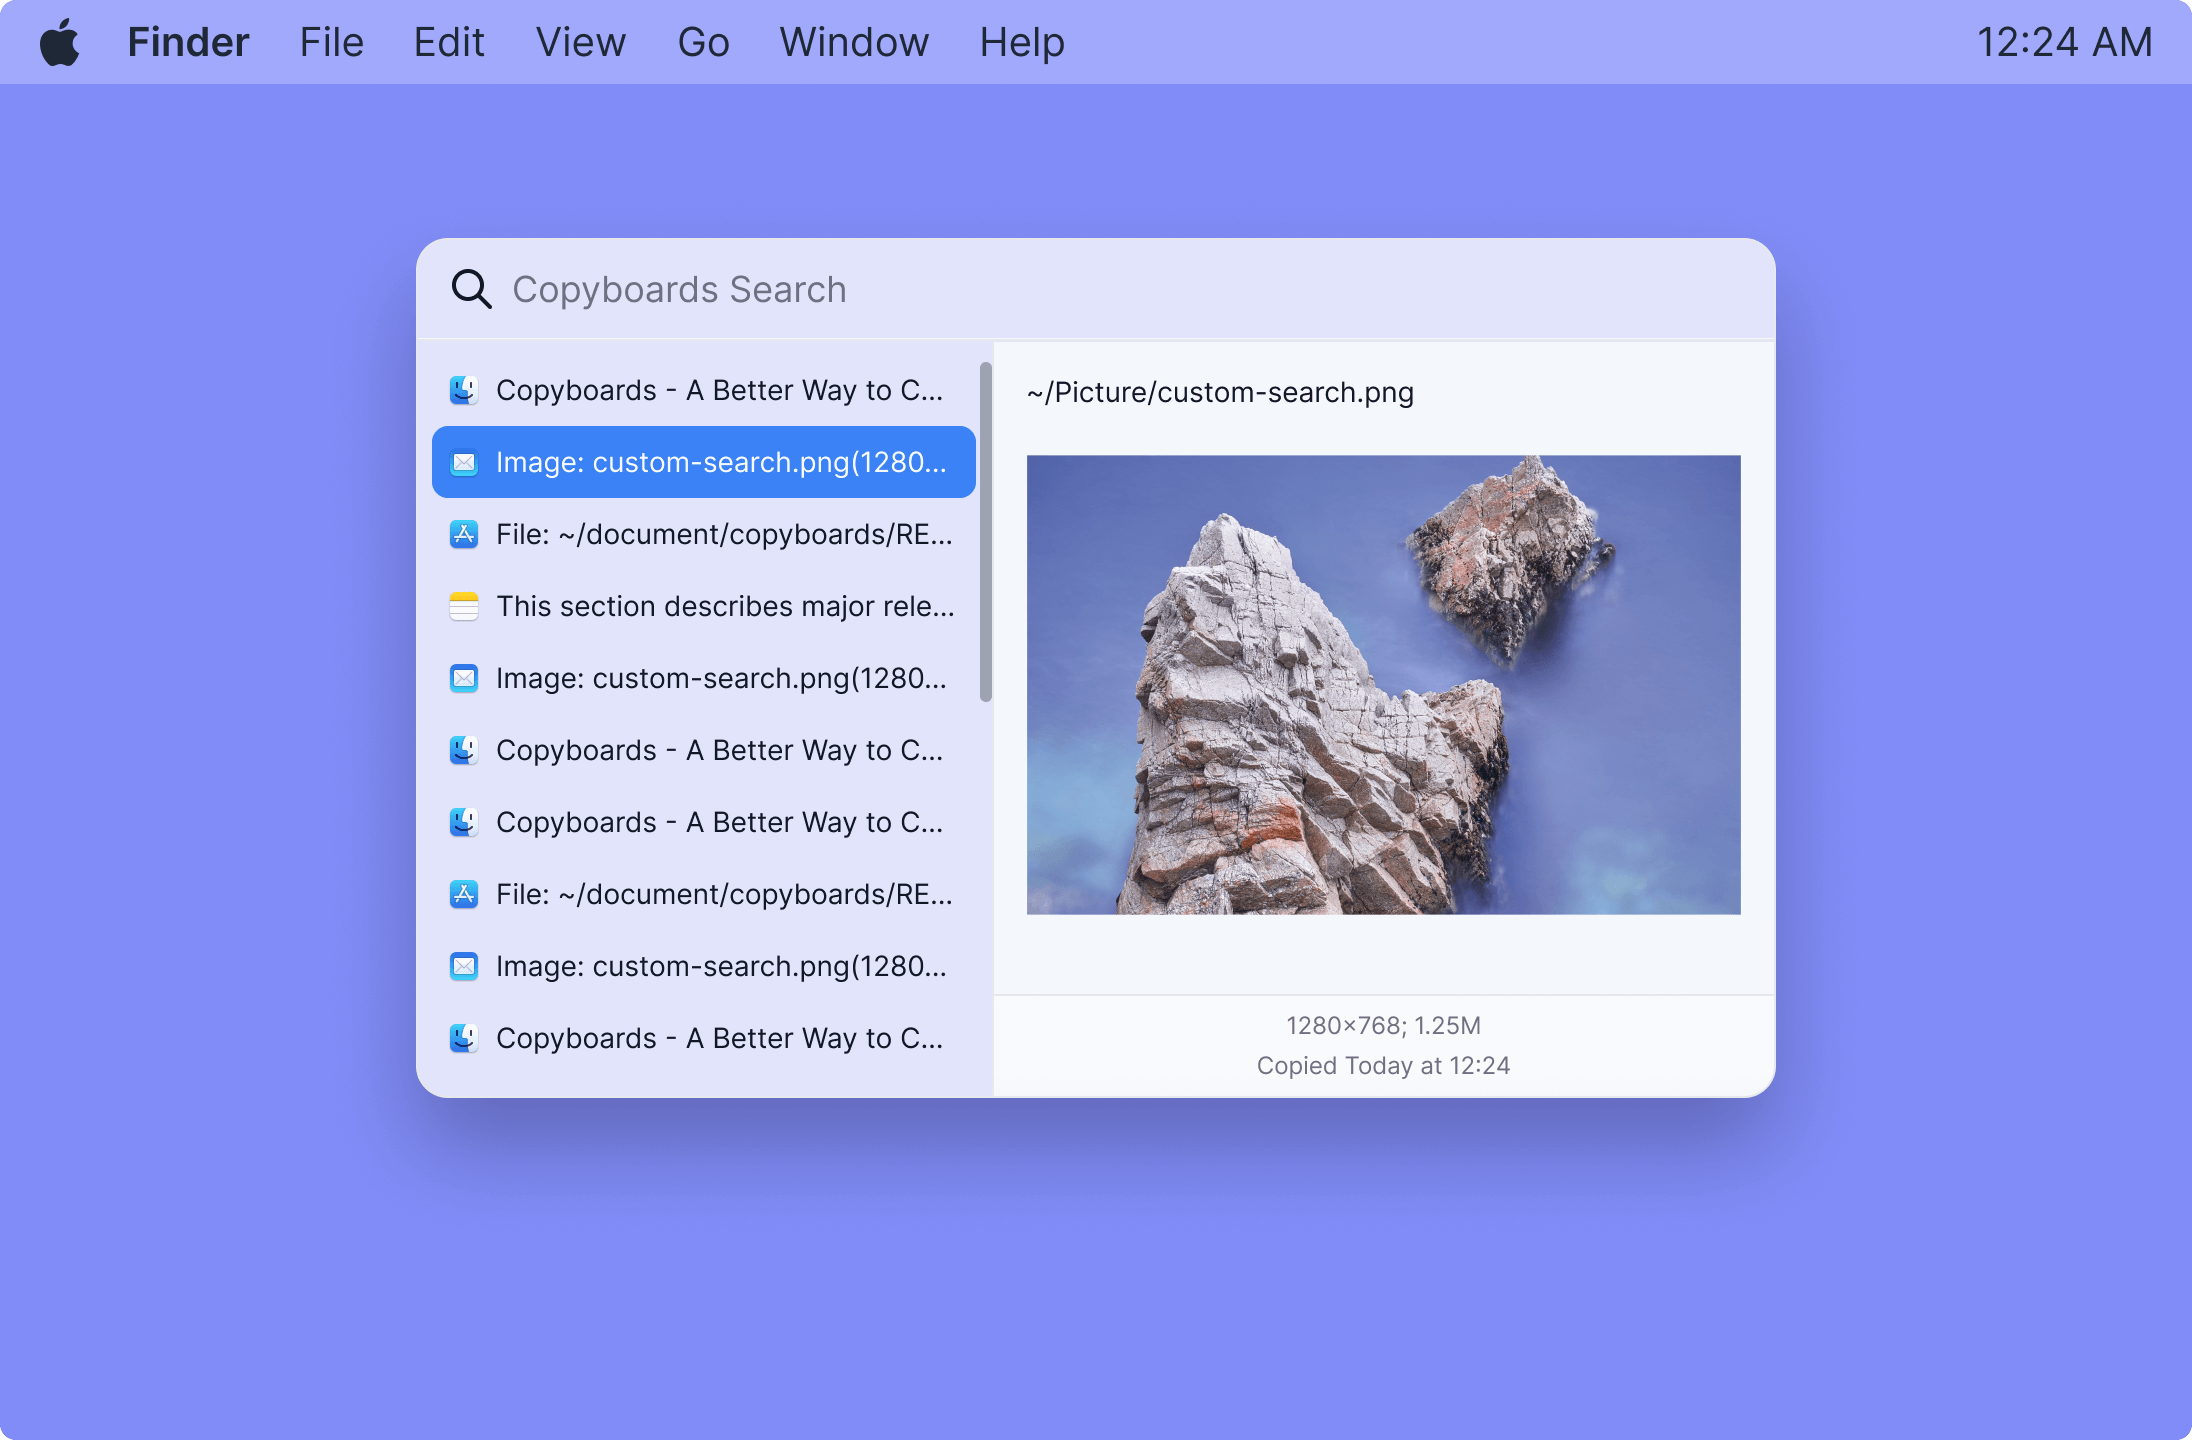 Finder File Edit View Go Window Help 12:24 AM
Copyboards Search
Copyboards - A Better Way to C...
Image: custom-search.png(1280...
File: ~/document/copyboards/RE...
This section describes major rele...
Image: custom-search.png(1280...
Copyboards - A Better Way to C...
Copyboards - A Better Way to C...
File: ~/document/copyboards/RE...
Image: custom-search.png(1280...
Copyboards - A Better Way to C...
~/Picture/custom-search.png
1280×768; 1.25M
Copied Today at 12:24